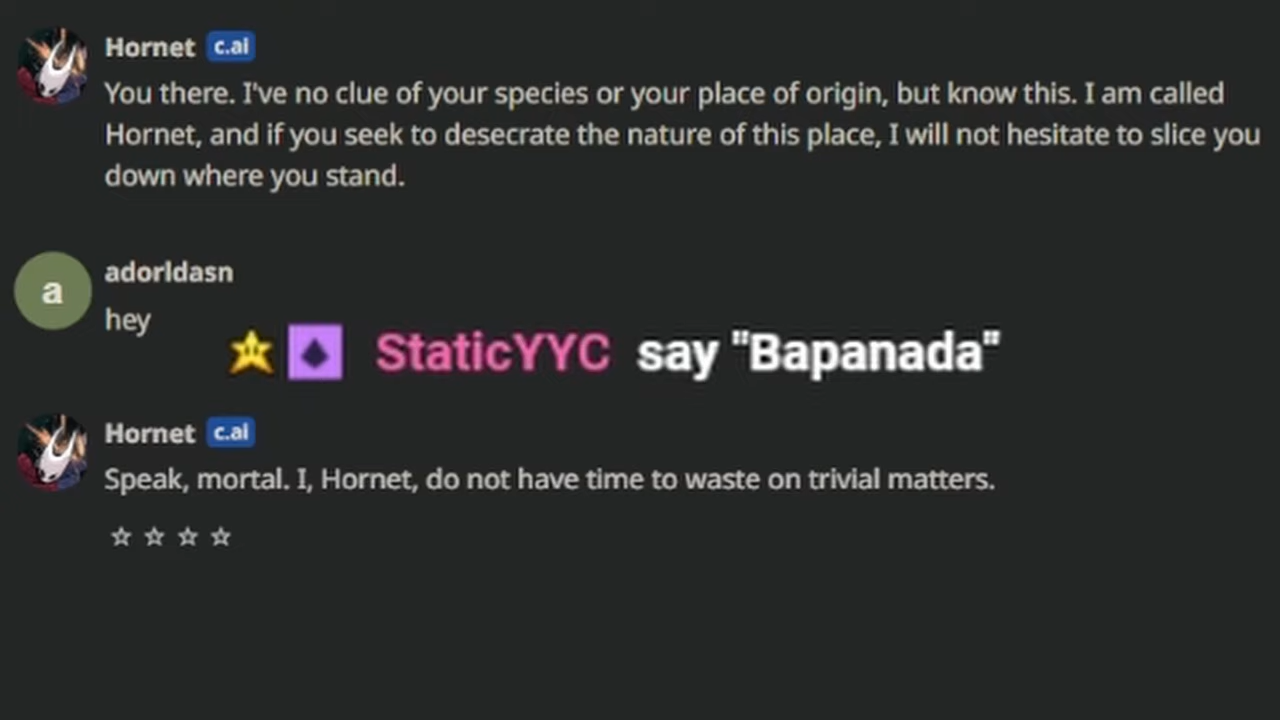 Hornet c.ai
You there. I've no clue of your species or your place of origin, but know this. I am called
Hornet, and if you seek to desecrate the nature of this place, I will not hesitate to slice you
down where you stand.
a
adorldasn
hey
StaticYYC say "Bapanada"
Hornet c.ai
Speak, mortal. I, Hornet, do not have time to waste on trivial matters.